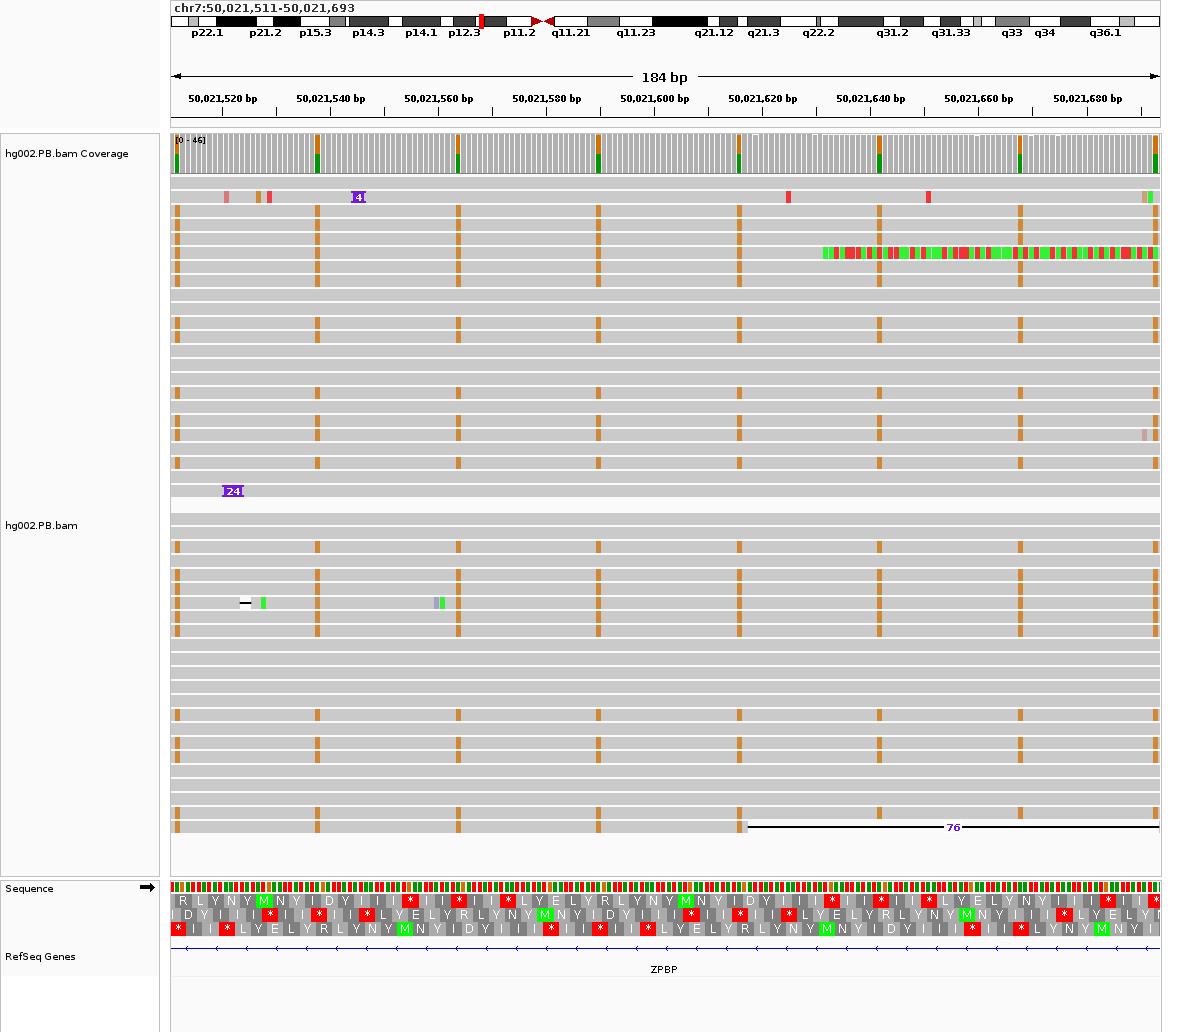 chr7:50,021,511-50,021,693
p22.1 p21.2 p15.3 p14.3 p14.1 p12.3 p11.2 q11.21 q11.23 q21.12 q21.3 q22.2 q31.2 q31.33 q33 q34 q36.1
184 bp
50,021,520 bp 50,021,540 bp 50,021,560 bp 50,021,580 bp 50,021,600 bp 50,021,620 bp 50,021,640 bp 50,021,660 bp 50,021,680 bp
[0 - 46]
hg002.PB.bam Coverage
4
24
hg002.PB.bam
76
Sequence
R L Y N Y M N Y I D Y I I I * I I * I I * L Y E L Y R L Y N Y M N Y I D Y I I I * I I * I I * L Y E L Y N Y I I I * I I *
I D Y I I I * I I * I I * L Y E L Y R L Y N Y M N Y I D Y I I I * I I * I I * L Y E L Y R L Y N Y M N Y I I I * L Y E L Y N
* I I * L Y E L Y R L Y N Y M N Y I D Y I I I * I I * I I * L Y E L Y R L Y N Y M N Y I D Y I I I * I I * L Y N Y M N Y I
RefSeq Genes
ZPBP